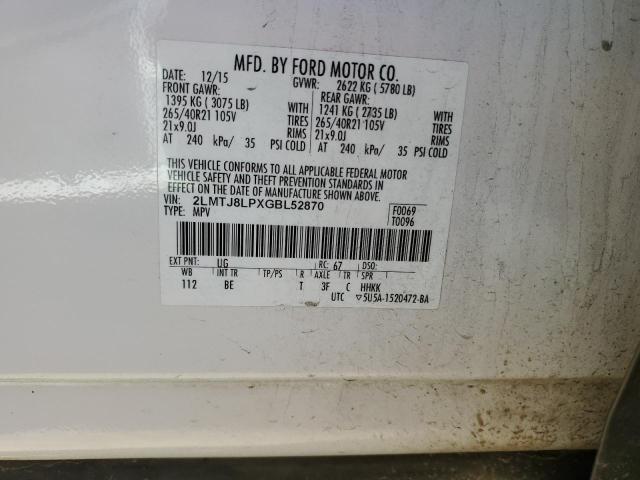 MFD. BY FORD MOTOR CO.
DATE: 12/15 GVWR: 2622 KG ( 5780 LB)
FRONT GAWR: REAR GAWR:
1395 KG ( 3075 LB) WITH 1241 KG ( 2735 LB) WITH
265/40R21 105V TIRES 265/40R21 105V TIRES
21x9.0J RIMS 21x9.0J RIMS
AT 240 kPa/ 35 PSI COLD AT 240 kPa/ 35 PSI COLD
THIS VEHICLE CONFORMS TO ALL APPLICABLE FEDERAL MOTOR
VEHICLE SAFETY AND THEFT PREVENTION STANDARDS IN
EFFECT ON THE DATE OF MANUFACTURE SHOWN ABOVE.
VIN: 2LMTJ8LPXGBL52870 F0069
TYPE: MPV T0096
EXT PNT: UG RC: 67 DSO:
WB INT TR TP/PS R AXLE TR SPR
112 BE T 3F C HHKK
UTC ▽5U5A-1520472-BA